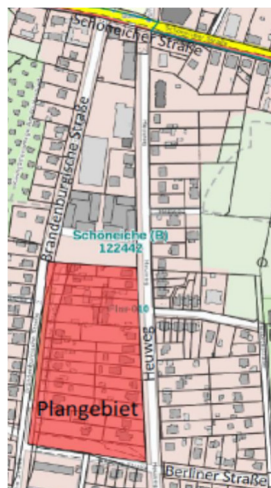 Schöneicher Straße
Brandenburgische Straße
Schöneiche (B)
122442
Heuweg
Plangebiet
Berliner Straße